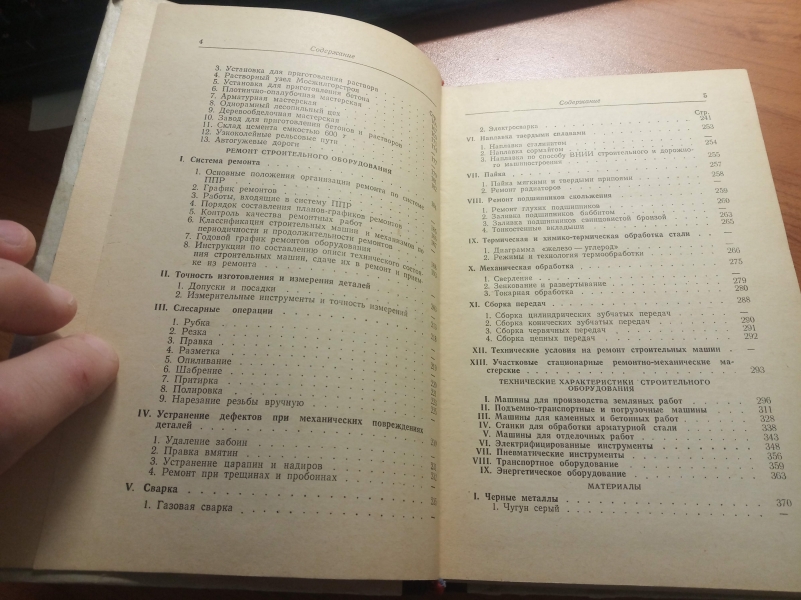 4
Содержание
3. Установка для приготовления раствора
4. Растворный узел Мосжилгорстроя
5. Установка для приготовления бетона
6. Плотнично-опалубочная мастерская
7. Арматурная мастерская
8. Однорамный лесопильный цех
9. Деревообделочная мастерская
10. Завод для приготовления бетонов и растворов
11. Склад цемента емкостью 600 т
12. Узкоколейные рельсовые пути
13. Автогужевые дороги
РЕМОНТ СТРОИТЕЛЬНОГО ОБОРУДОВАНИЯ
I. Система ремонта
1. Основные положения организации ремонта по системе
ППР
2. График ремонтов
3. Работы, входящие в систему ППР
4. Порядок составления планов-графиков ремонтов
5. Контроль качества ремонтных работ
6. Классификация строительных машин и механизмов по
периодичности и продолжительности ремонтов
7. Годовой график ремонтов оборудования
8. Инструкции по составлению описи технического состоя-
ния строительных машин, сдаче их в ремонт и прием-
ке из ремонта
II. Точность изготовления и измерения деталей
1. Допуски и посадки
2. Измерительные инструменты и точность измерений
III. Слесарные операции
1. Рубка
2. Резка
3. Правка
4. Разметка
5. Опиливание
6. Шабрение
7. Притирка
8. Полировка
9. Нарезание резьбы вручную
IV. Устранение дефектов при механических повреждениях
деталей
1. Удаление забоин
2. Правка вмятин
3. Устранение царапин и надиров
4. Ремонт при трещинах и пробоинах
V. Сварка
1. Газовая сварка
Содержание
5
Стр.
2. Электросварка 241
VI. Наплавка твердыми сплавами 253
1. Наплавка сталинитом —
2. Наплавка сормайтом 254
3. Наплавка по способу ВНИИ строительного и дорожно-
го машиностроения 255
VII. Пайка 257
1. Пайка мягкими и твердыми припоями —
2. Ремонт радиаторов 258
VIII. Ремонт подшипников скольжения 259
1. Ремонт глухих подшипников —
2. Заливка подшипников баббитом 260
3. Заливка подшипников свинцовистой бронзой 263
4. Тонкостенные вкладыши 265
IX. Термическая и химико-термическая обработка стали —
1. Диаграмма «железо — углерод» —
2. Режимы и технология термообработки 266
X. Механическая обработка 275
1. Сверление —
2. Зенкование и развертывание 279
3. Токарная обработка 280
XI. Сборка передач 288
1. Сборка цилиндрических зубчатых передач —
2. Сборка конических зубчатых передач 290
3. Сборка червячных передач 291
4. Сборка цепных передач 292
XII. Технические условия на ремонт строительных машин —
XIII. Участковые стационарные ремонтно-механические ма-
стерские 293
ТЕХНИЧЕСКИЕ ХАРАКТЕРИСТИКИ СТРОИТЕЛЬНОГО
ОБОРУДОВАНИЯ
I. Машины для производства земляных работ 296
II. Подъемно-транспортные и погрузочные машины 311
III. Машины для каменных и бетонных работ 328
IV. Станки для обработки арматурной стали 338
V. Машины для отделочных работ 343
VI. Электрифицированные инструменты 348
VII. Пневматические инструменты 356
VIII. Транспортное оборудование 359
IX. Энергетическое оборудование 363
МАТЕРИАЛЫ
I. Черные металлы 370
1. Чугун серый —